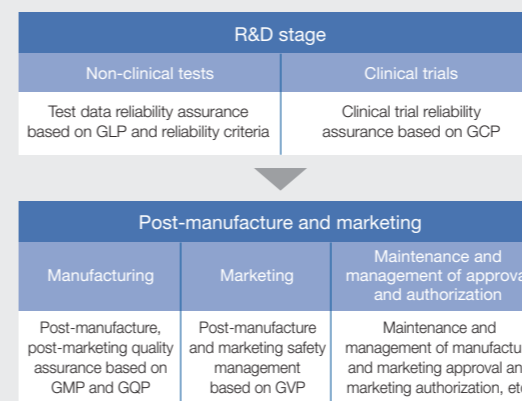 R&D stage
Non-clinical tests
Clinical trials
Test data reliability assurance
based on GLP and reliability criteria
Clinical trial reliability
assurance based on GCP
Post-manufacture and marketing
Manufacturing
Marketing
Maintenance and
management of approva
and authorization
Post-manufacture,
post-marketing quality
assurance based on
GMP and GQP
Post-manufacture
and marketing safety
management
based on GVP
Maintenance and
management of manufactu
and marketing approval an
marketing authorization, etc